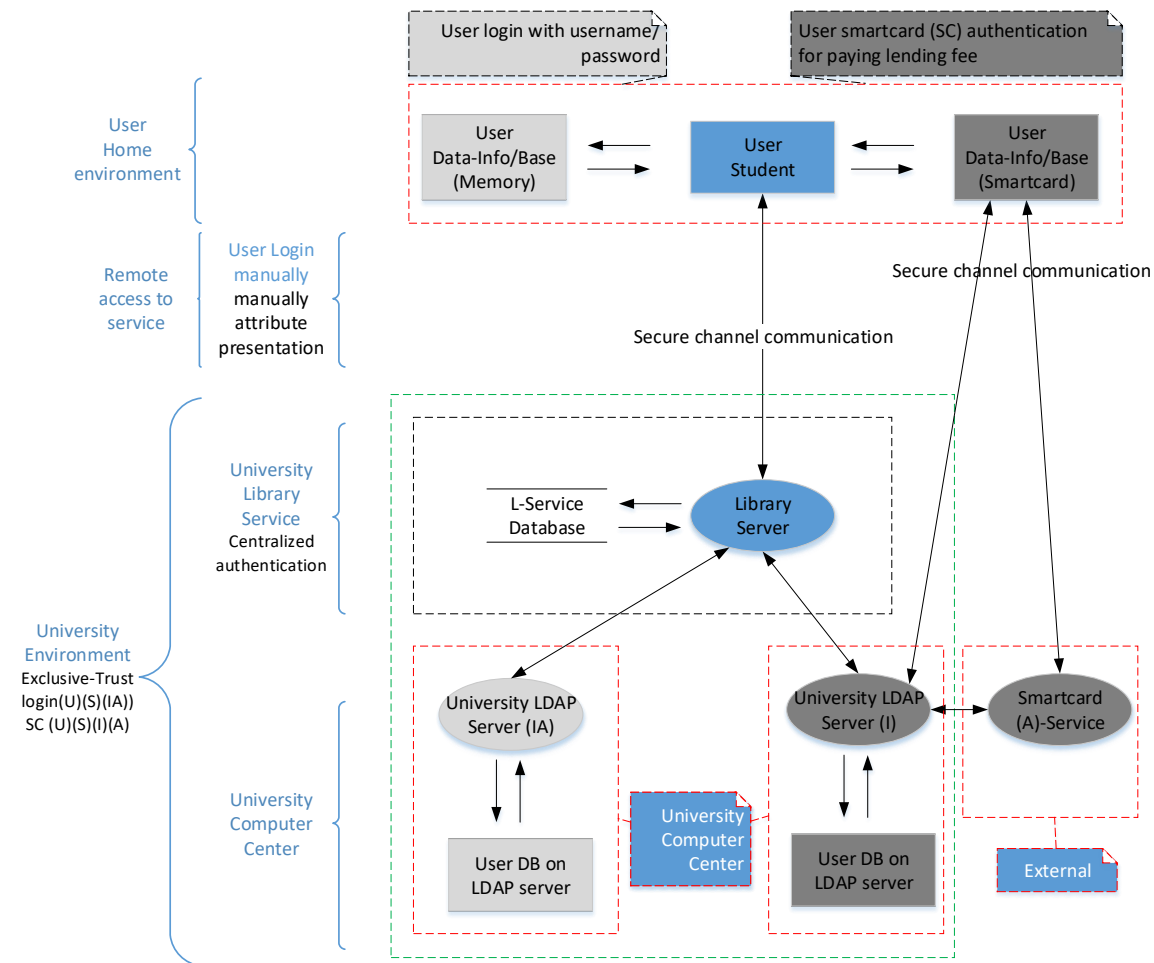 User login with username/
password
User smartcard (SC) authentication
for paying lending fee
User
Home
environment
User
Data-Info/Base
(Memory)
User
Student
User
Data-Info/Base
(Smartcard)
Remote
access to
service
User Login
manually
manually
attribute
presentation
Secure channel communication
Secure channel communication
University
Library
Service
Centralized
authentication
L-Service
Database
Library
Server
University
Environment
Exclusive-Trust
login(U)(S)(IA))
SC (U)(S)(I)(A)
University LDAP
Server (IA)
University LDAP
Server (I)
Smartcard
(A)-Service
University
Computer
Center
University
Computer
Center
User DB on
LDAP server
User DB on
LDAP server
External